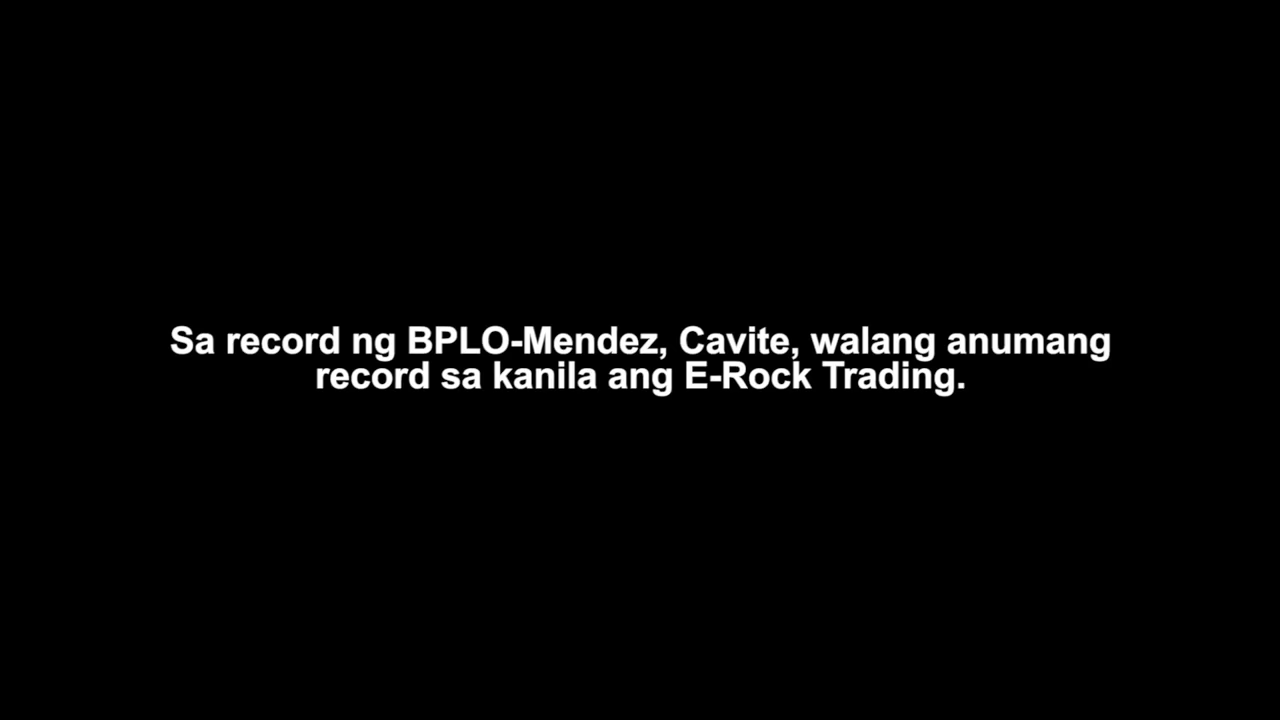 Sa record ng BPLO-Mendez, Cavite, walang anumang
record sa kanila ang E-Rock Trading.